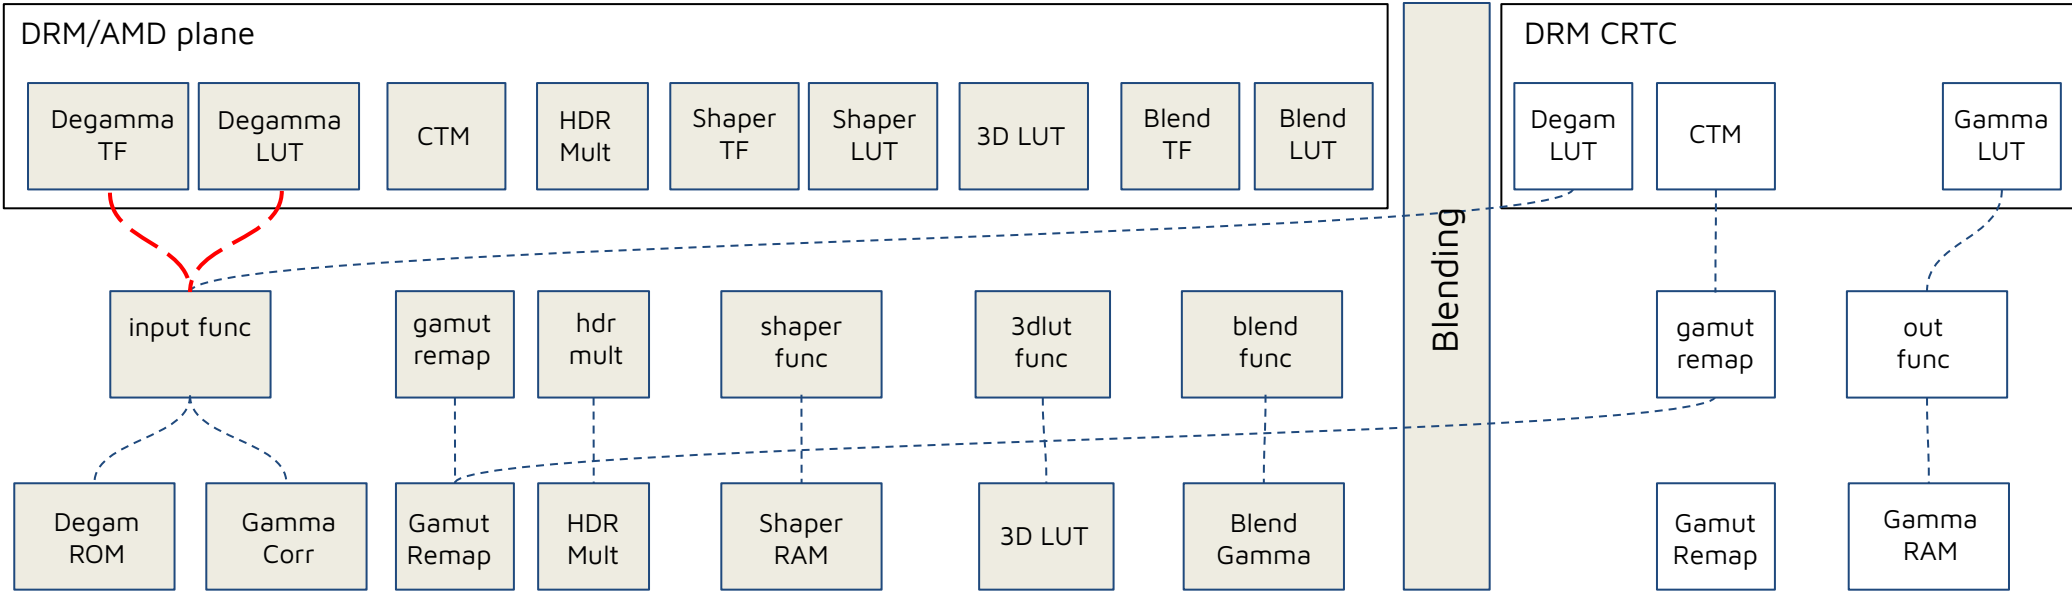 DRM/AMD plane
DRM CRTC
Degamma
TF
Degamma
LUT
CTM
HDR
Mult
Shaper
TF
Shaper
LUT
3D LUT
Blend
TF
Blend
LUT
Blending
Degam
LUT
CTM
Gamma
LUT
input func
gamut
remap
hdr
mult
shaper
func
3dlut
func
blend
func
gamut
remap
out
func
Degam
ROM
Gamma
Corr
Gamut
Remap
HDR
Mult
Shaper
RAM
3D LUT
Blend
Gamma
Gamut
Remap
Gamma
RAM